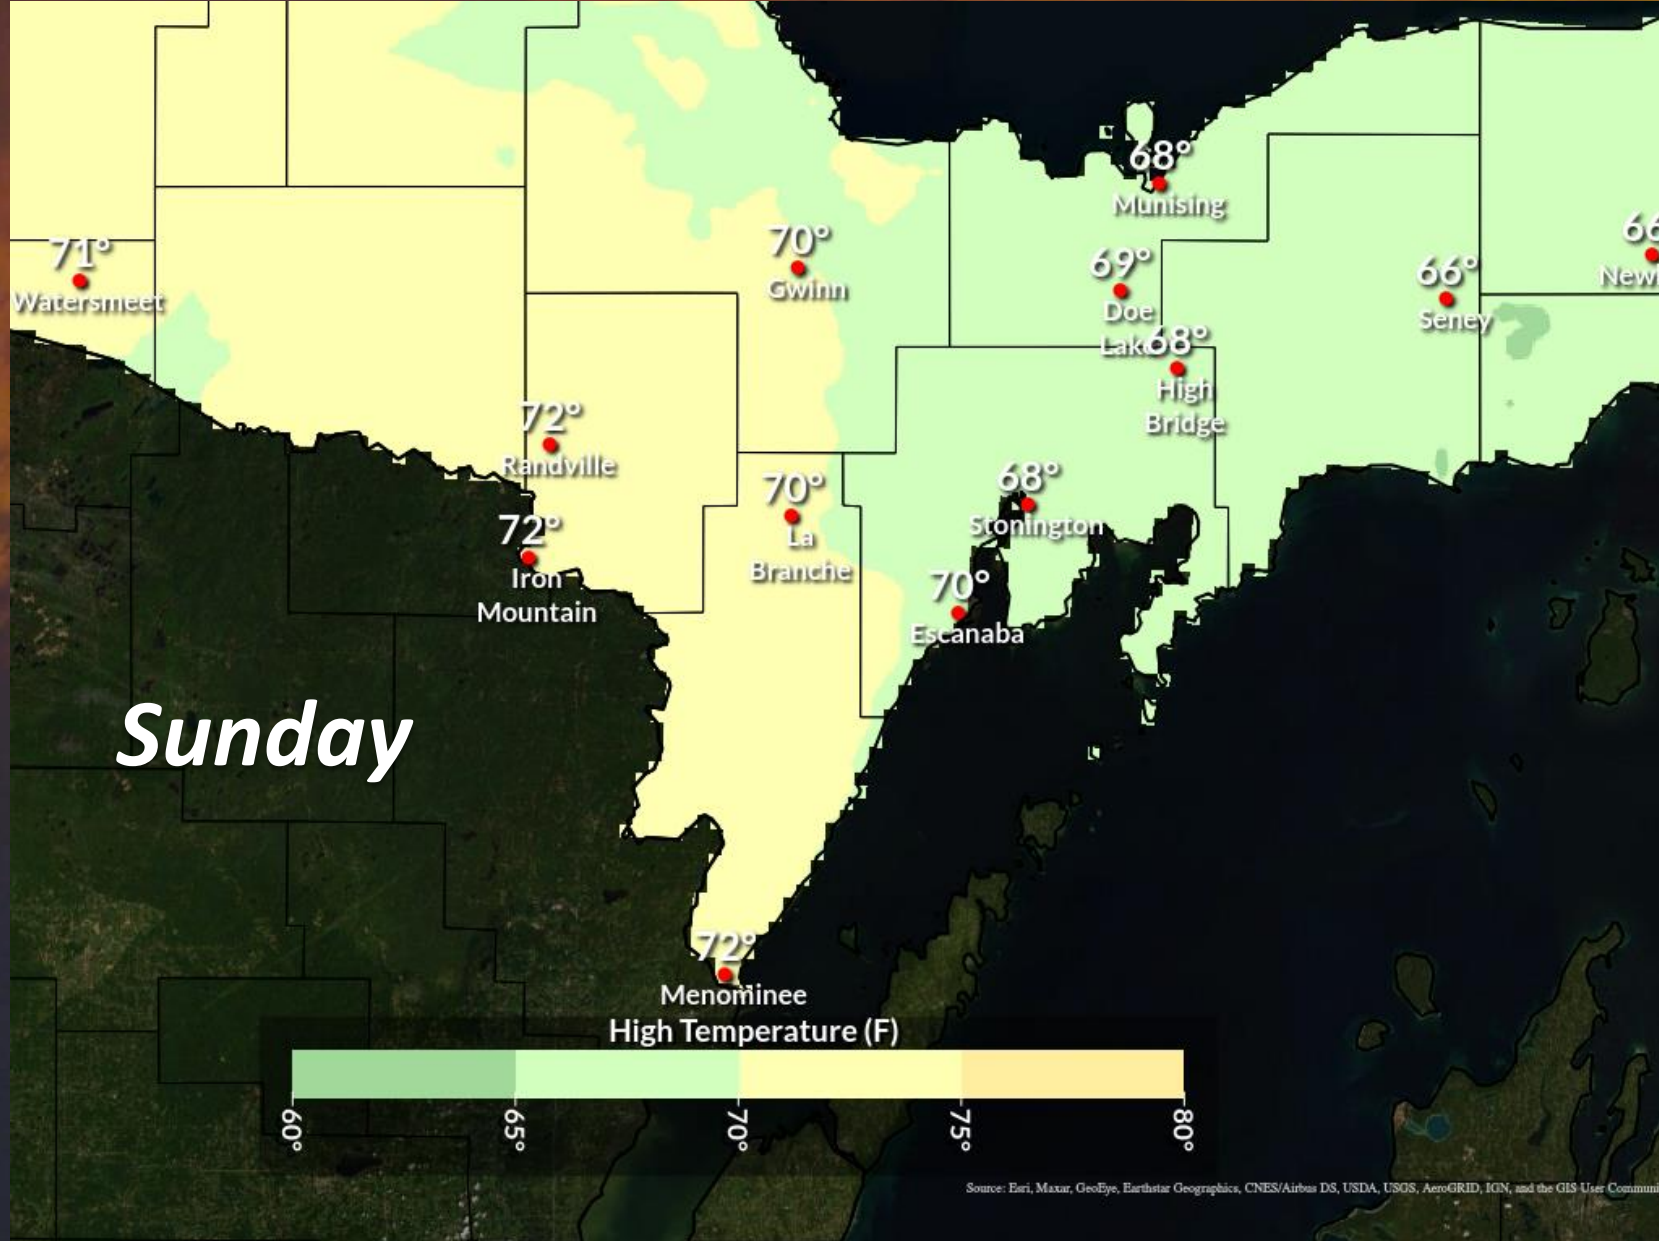 68°
Munising
66
71°
Watersmeet
70°
Gwinn
69°
Doe
Lake
66°
Seney
68°
High
Bridge
72°
Randville
70°
La
Branche
68°
Stonington
72°
Iron
Mountain
70°
Escanaba
Sunday
72°
Menominee
High Temperature (F)
60°
65°
70°
75°
80°
Source: Esri, Maxar, GeoEye, Earthstar Geographics, CNES/Airbus DS, USDA, USGS, AeroGRID, IGN, and the GIS User